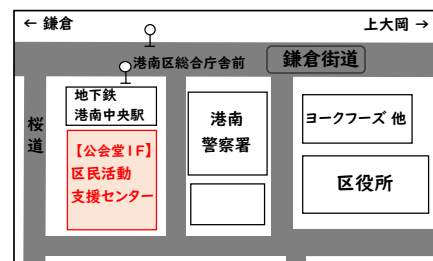 ← 鎌倉
上大岡 →
港南区総合庁舎前
鎌倉街道
地下鉄
港南中央駅
桜道
【公会堂1F】
区民活動
支援センター
港南
警察署
ヨークフーズ 他
区役所